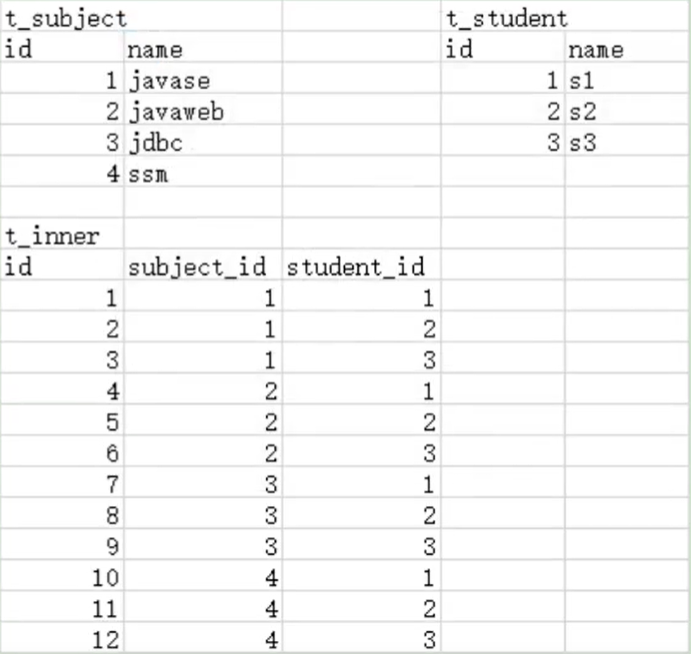 t_subject t_student
id name id name
1 javase 1 s1
2 javaweb 2 s2
3 jdbc 3 s3
4 ssm
t_inner
id subject_id student_id
1 1 1
2 1 2
3 1 3
4 2 1
5 2 2
6 2 3
7 3 1
8 3 2
9 3 3
10 4 1
11 4 2
12 4 3